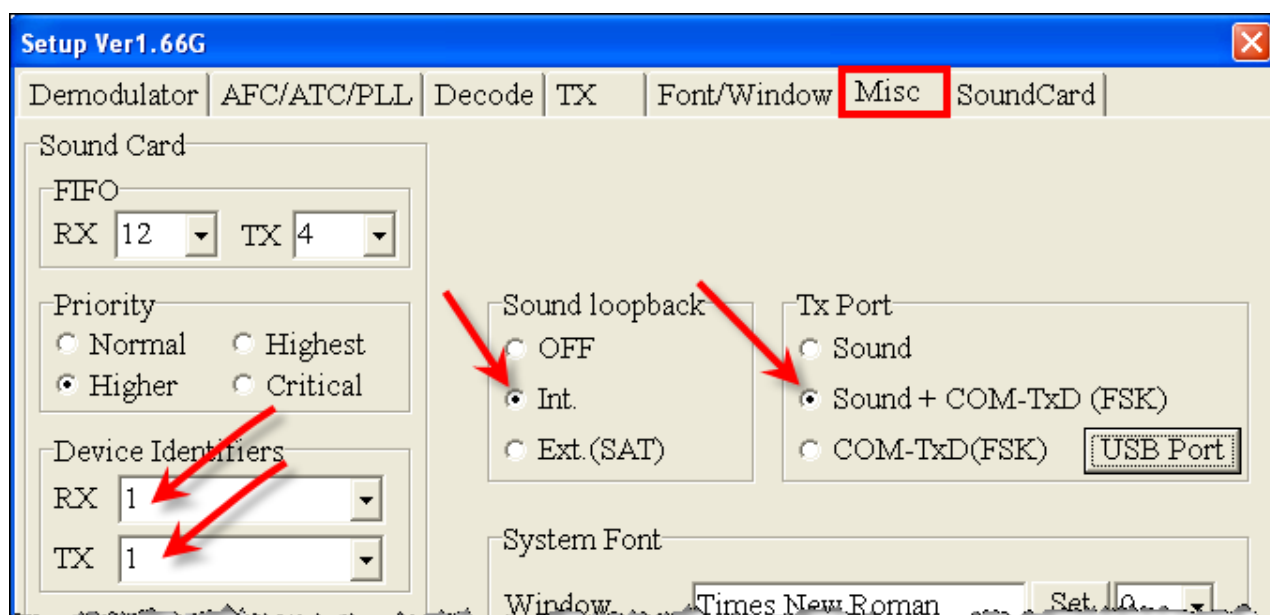 Setup Ver1.66G
Demodulator AFC/ATC/PLL Decode TX Font/Window Misc SoundCard
Sound Card
FIFO
RX 12 TX 4
Priority
Normal Highest
Higher Critical
Device Identifiers
RX 1
TX 1
Sound loopback
OFF
Int.
Ext.(SAT)
Tx Port
Sound
Sound + COM-TxD (FSK)
COM-TxD(FSK) USB Port
System Font
Window Times New Roman Set